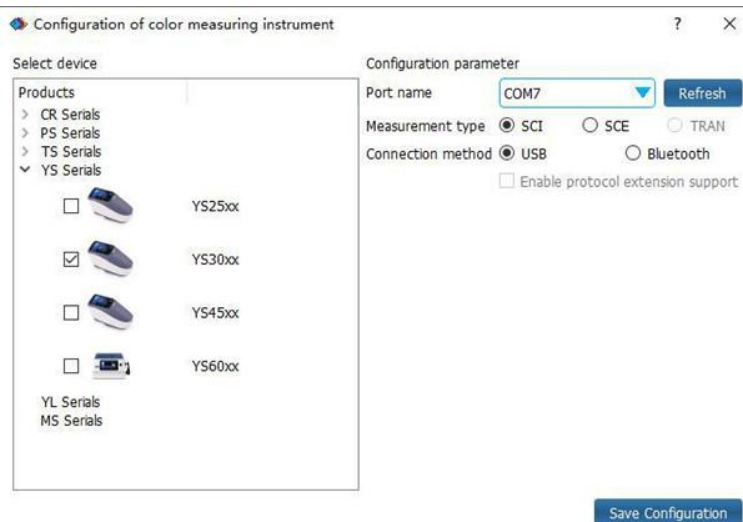 Configuration of color measuring instrument ? ×
Select device
Products
> CR Serials
> PS Serials
> TS Serials
YS Serials
YS25xx
YS30xx
YS45xx
YS60xx
YL Serials
MS Serials
Configuration parameter
Port name COM7 Refresh
Measurement type SCI SCE TRAN
Connection method USB Bluetooth
Enable protocol extension support
Save Configuration